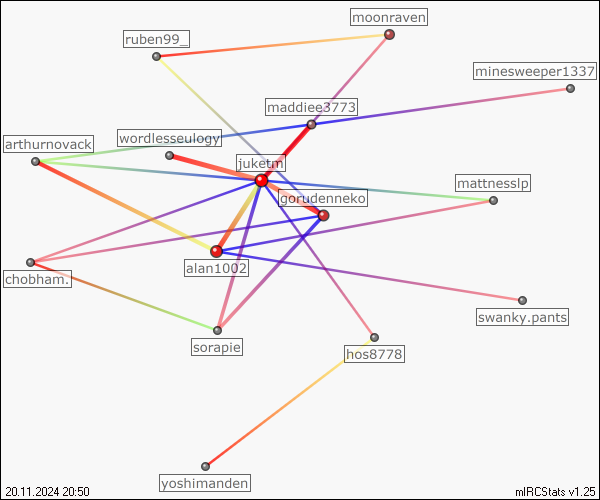 moonraven
ruben99_
minesweeper1337
maddiee3773
wordlesseulogy
arthurnovack
juketm
mattnesslp
gorudenneko
alan1002
chobham.
swanky.pants
sorapie
hos8778
yoshimanden
20.11.2024 20:50
mIRCStats v1.25